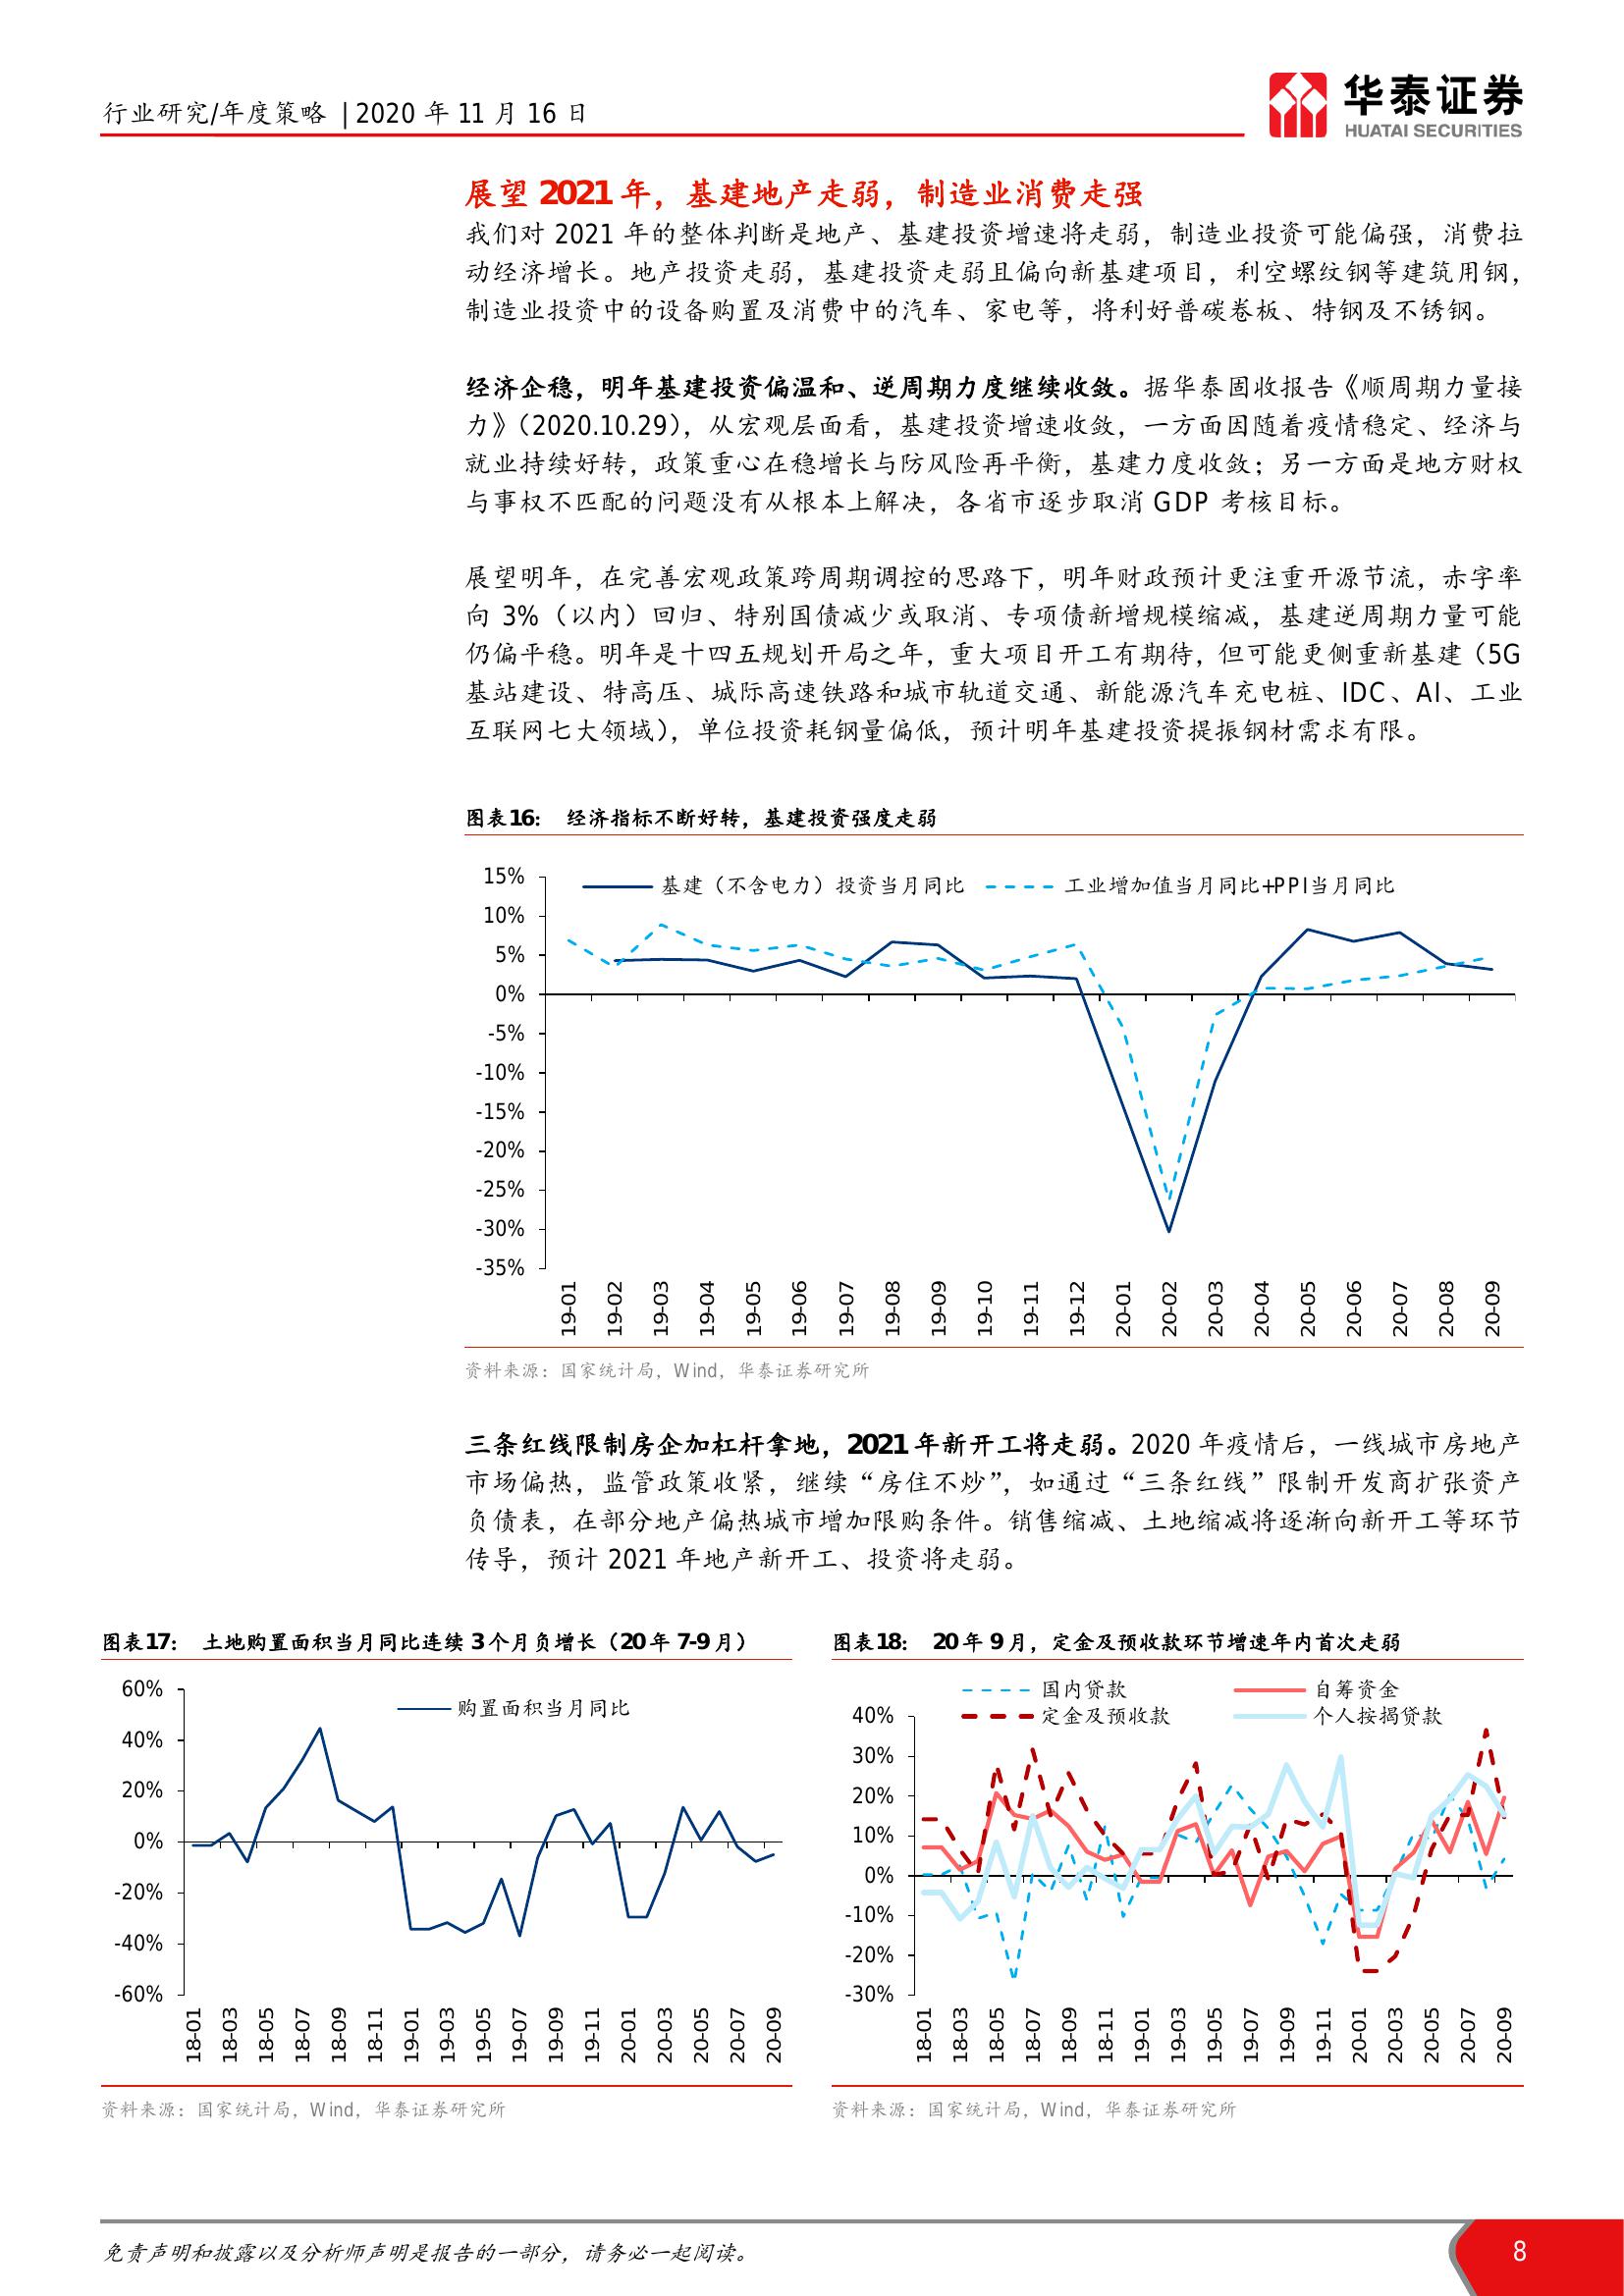 行业研究/年度策略 | 2020 年 11 月 16 日
华泰证券
HUATAI SECURITIES
展望 2021 年，基建地产走弱，制造业消费走强
我们对 2021 年的整体判断是地产、基建投资增速将走弱，制造业投资可能偏强，消费拉
动经济增长。地产投资走弱，基建投资走弱且偏向新基建项目，利空螺纹钢等建筑用钢，
制造业投资中的设备购置及消费中的汽车、家电等，将利好普碳卷板、特钢及不锈钢。
经济企稳，明年基建投资偏温和、逆周期力度继续收敛。据华泰固收报告《顺周期力量接
力》（2020.10.29），从宏观层面看，基建投资增速收敛，一方面因随着疫情稳定、经济与
就业持续好转，政策重心在稳增长与防风险再平衡，基建力度收敛；另一方面是地方财权
与事权不匹配的问题没有从根本上解决，各省市逐步取消 GDP 考核目标。
展望明年，在完善宏观政策跨周期调控的思路下，明年财政预计更注重开源节流，赤字率
向 3%（以内）回归、特别国债减少或取消、专项债新增规模缩减，基建逆周期力量可能
仍偏平稳。明年是十四五规划开局之年，重大项目开工有期待，但可能更侧重新基建（5G
基站建设、特高压、城际高速铁路和城市轨道交通、新能源汽车充电桩、IDC、AI、工业
互联网七大领域），单位投资耗钢量偏低，预计明年基建投资提振钢材需求有限。
图表16： 经济指标不断好转，基建投资强度走弱
基建（不含电力）投资当月同比 工业增加值当月同比+PPI当月同比
15%
10%
5%
0%
-5%
-10%
-15%
-20%
-25%
-30%
-35%
19-01 19-02 19-03 19-04 19-05 19-06 19-07 19-08 19-09 19-10 19-11 19-12 20-01 20-02 20-03 20-04 20-05 20-06 20-07 20-08 20-09
资料来源：国家统计局，Wind，华泰证券研究所
三条红线限制房企加杠杆拿地，2021 年新开工将走弱。2020 年疫情后，一线城市房地产
市场偏热，监管政策收紧，继续“房住不炒”，如通过“三条红线”限制开发商扩张资产
负债表，在部分地产偏热城市增加限购条件。销售缩减、土地缩减将逐渐向新开工等环节
传导，预计 2021 年地产新开工、投资将走弱。
图表17： 土地购置面积当月同比连续 3 个月负增长（20 年 7-9 月）
购置面积当月同比
60%
40%
20%
0%
-20%
-40%
-60%
18-01 18-03 18-05 18-07 18-09 18-11 19-01 19-03 19-05 19-07 19-09 19-11 20-01 20-03 20-05 20-07 20-09
资料来源：国家统计局，Wind，华泰证券研究所
图表18： 20 年 9 月，定金及预收款环节增速年内首次走弱
国内贷款 自筹资金
定金及预收款 个人按揭贷款
40%
30%
20%
10%
0%
-10%
-20%
-30%
18-01 18-03 18-05 18-07 18-09 18-11 19-01 19-03 19-05 19-07 19-09 19-11 20-01 20-03 20-05 20-07 20-09
资料来源：国家统计局，Wind，华泰证券研究所
免责声明和披露以及分析师声明是报告的一部分，请务必一起阅读。
8